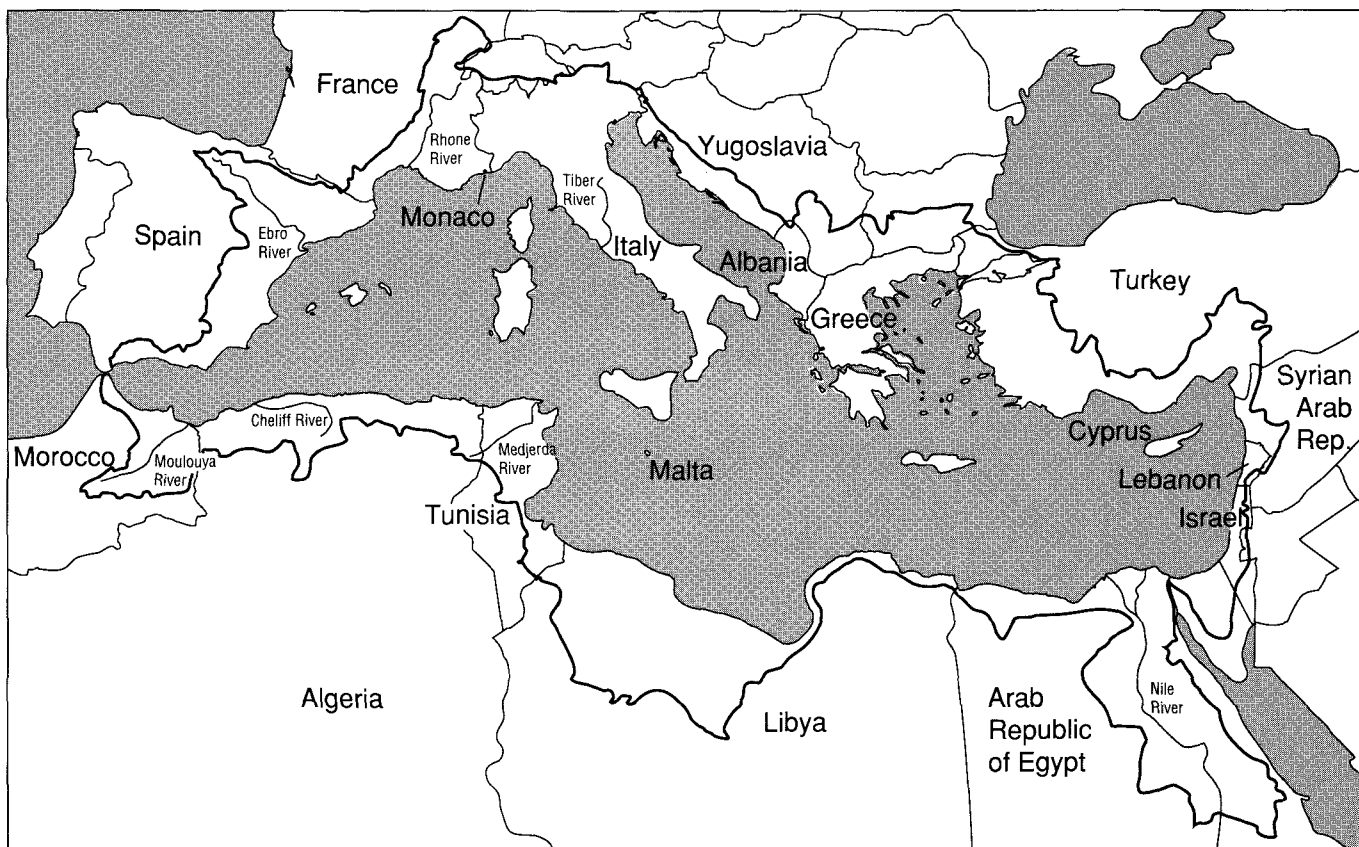 France
Rhone
River
Yugoslavia
Tiber
River
Monaco
Spain
Ebro
River
Italy
Albania
Turkey
Greece
Syrian
Arab
Rep.
Cheliff River
Cyprus
Morocco
Moulouya
River
Medjerda
River
Malta
Lebanon
Tunisia
Israel
Algeria
Libya
Arab
Republic
of Egypt
Nile
River